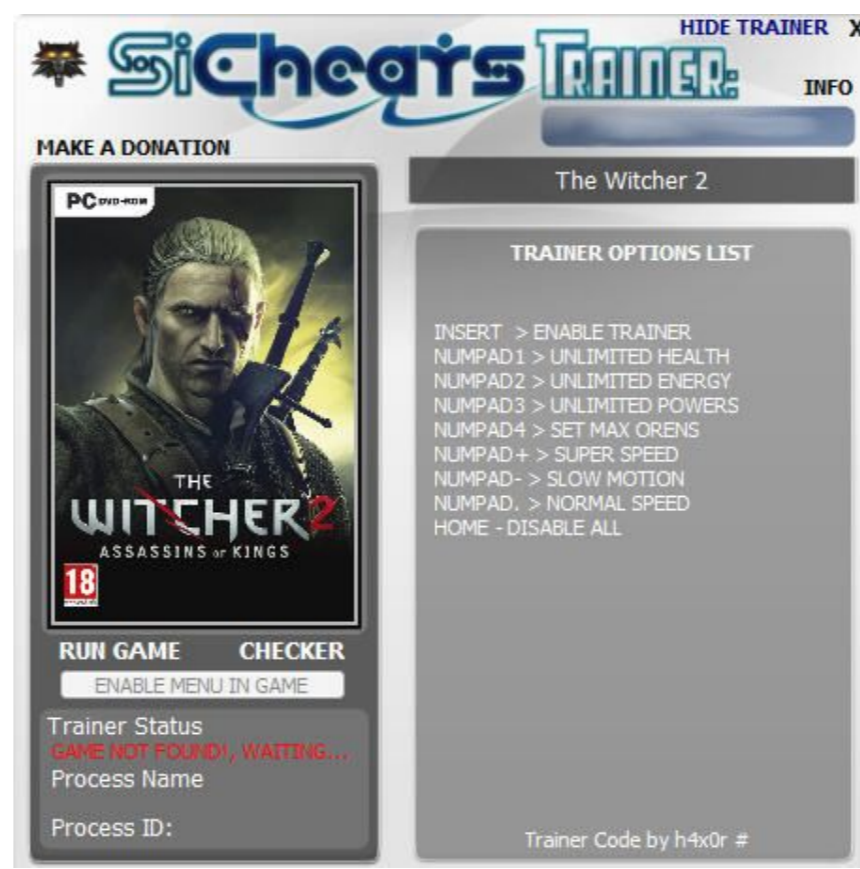 HIDE TRAINER X
SiCheats TRAINER:
INFO
MAKE A DONATION
PC DVD-ROM
The Witcher 2
TRAINER OPTIONS LIST
INSERT > ENABLE TRAINER
NUMPAD1 > UNLIMITED HEALTH
NUMPAD2 > UNLIMITED ENERGY
NUMPAD3 > UNLIMITED POWERS
NUMPAD4 > SET MAX ORENS
NUMPAD+ > SUPER SPEED
NUMPAD- > SLOW MOTION
NUMPAD. > NORMAL SPEED
HOME - DISABLE ALL
THE
WITCHER 2
ASSASSINS OF KINGS
18
RUN GAME CHECKER
ENABLE MENU IN GAME
Trainer Status
GAME NOT FOUND!, WAITING...
Process Name
Process ID:
Trainer Code by h4x0r #